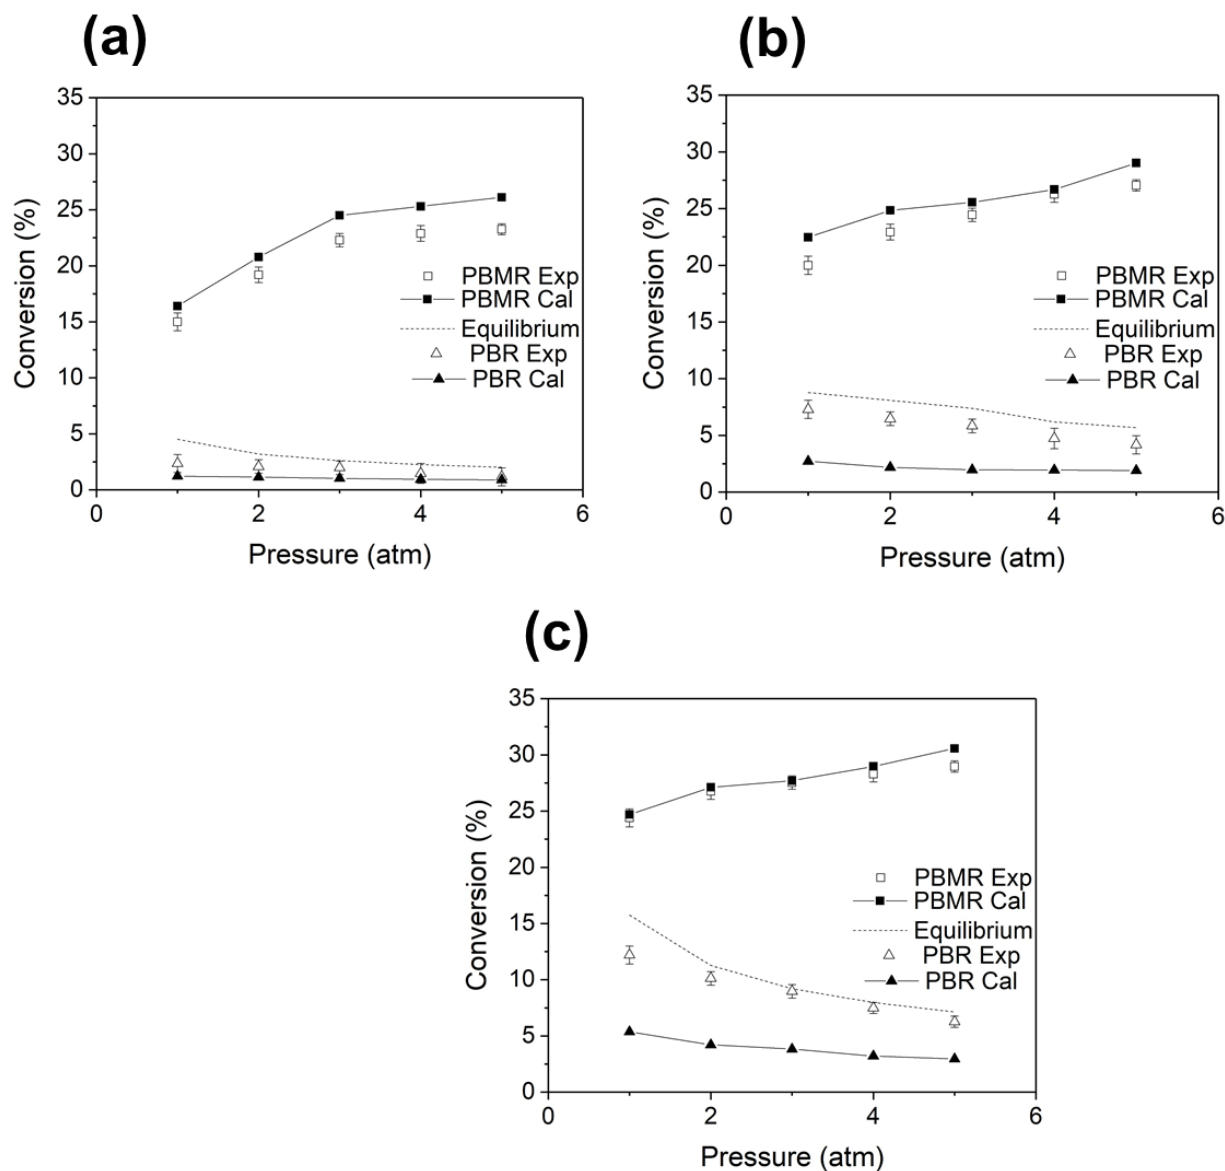 (a)
35
30
25
20
15
10
5
0
Conversion (%)
PBMR Exp
PBMR Cal
Equilibrium
PBR Exp
PBR Cal
0 2 4 6
Pressure (atm)
(b)
35
30
25
20
15
10
5
0
Conversion (%)
PBMR Exp
PBMR Cal
Equilibrium
PBR Exp
PBR Cal
0 2 4 6
Pressure (atm)
(c)
35
30
25
20
15
10
5
0
Conversion (%)
PBMR Exp
PBMR Cal
Equilibrium
PBR Exp
PBR Cal
0 2 4 6
Pressure (atm)